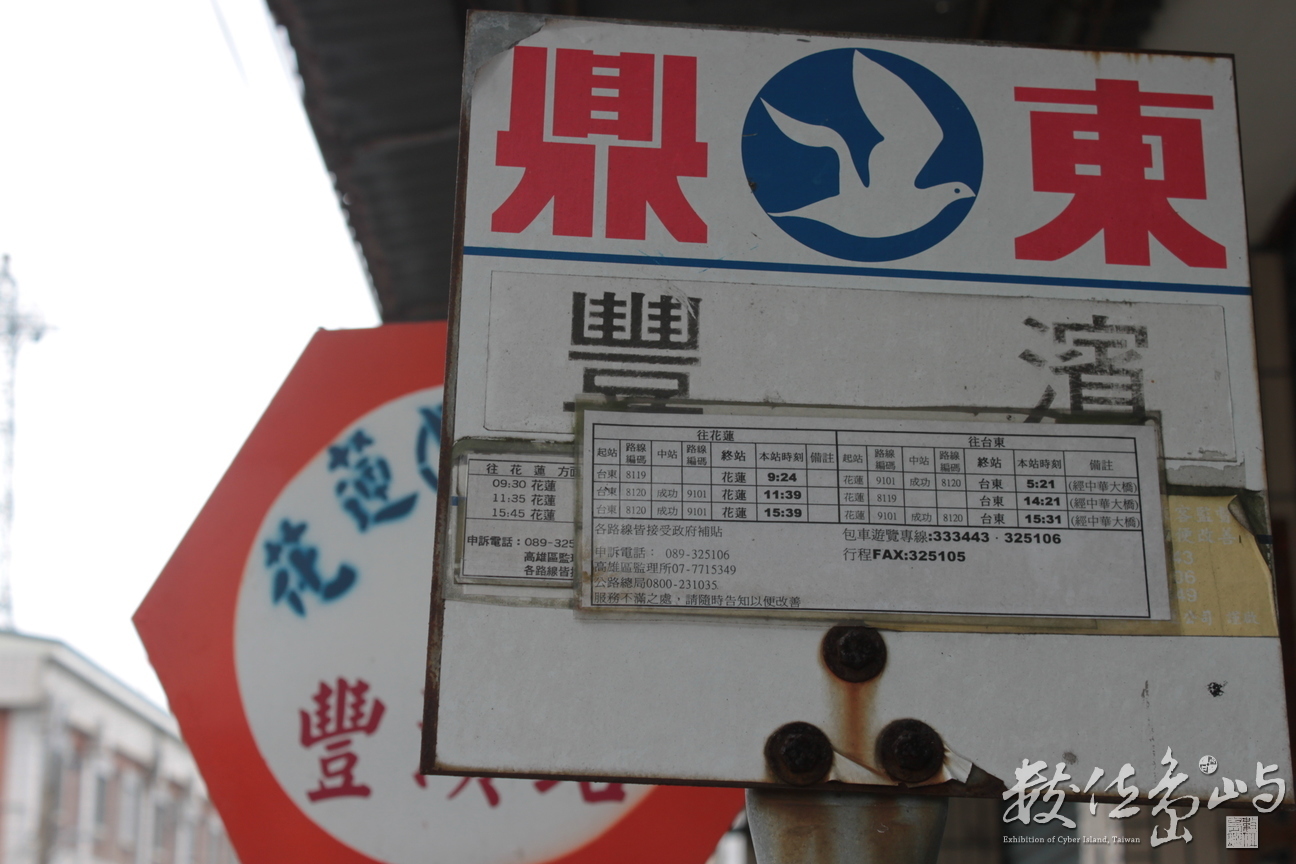 鼎東
豐濱
往花蓮 往台東
起站 路線編碼 中站 路線編碼 終站 本站時刻 備註 起站 路線編碼 中站 路線編碼 終站 本站時刻 備註
台東 8119 花蓮 9:24 花蓮 9101 成功 8120 台東 5:21 (經中華大橋)
台東 8120 成功 9101 花蓮 11:39 花蓮 8119 台東 14:21 (經中華大橋)
台東 8120 成功 9101 花蓮 15:39 花蓮 9101 成功 8120 台東 15:31 (經中華大橋)
各路線皆接受政府補貼
包車遊覽專線:333443．325106
申訴電話： 089-325106
行程FAX:325105
高雄區監理所07-7715349
公路總局0800-231035
服務不滿之處，請隨時告知以便改善
往花蓮方面
09:30 花蓮
11:35 花蓮
15:45 花蓮
申訴電話：089-325
高雄區監理
各路線皆
花蓮
豐
站
數位島嶼
Exhibition of Cyber Island, Taiwan